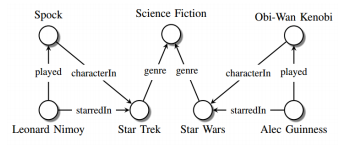 Spock
Science Fiction
Obi-Wan Kenobi
played
characterIn
genre
genre
characterIn
played
starredIn
starredIn
Leonard Nimoy
Star Trek
Star Wars
Alec Guinness